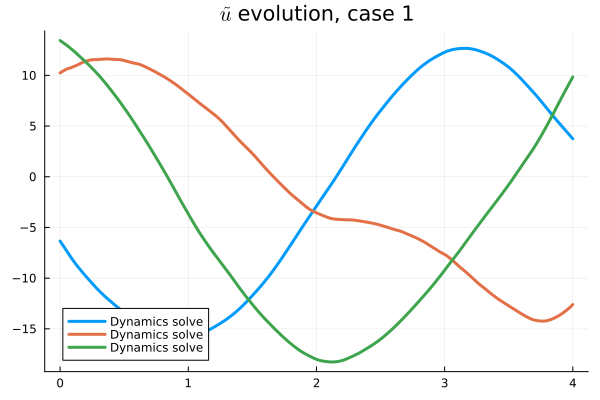 ũ evolution, case 1
10
5
0
−5
−10
−15
Dynamics solve
Dynamics solve
Dynamics solve
0 1 2 3 4